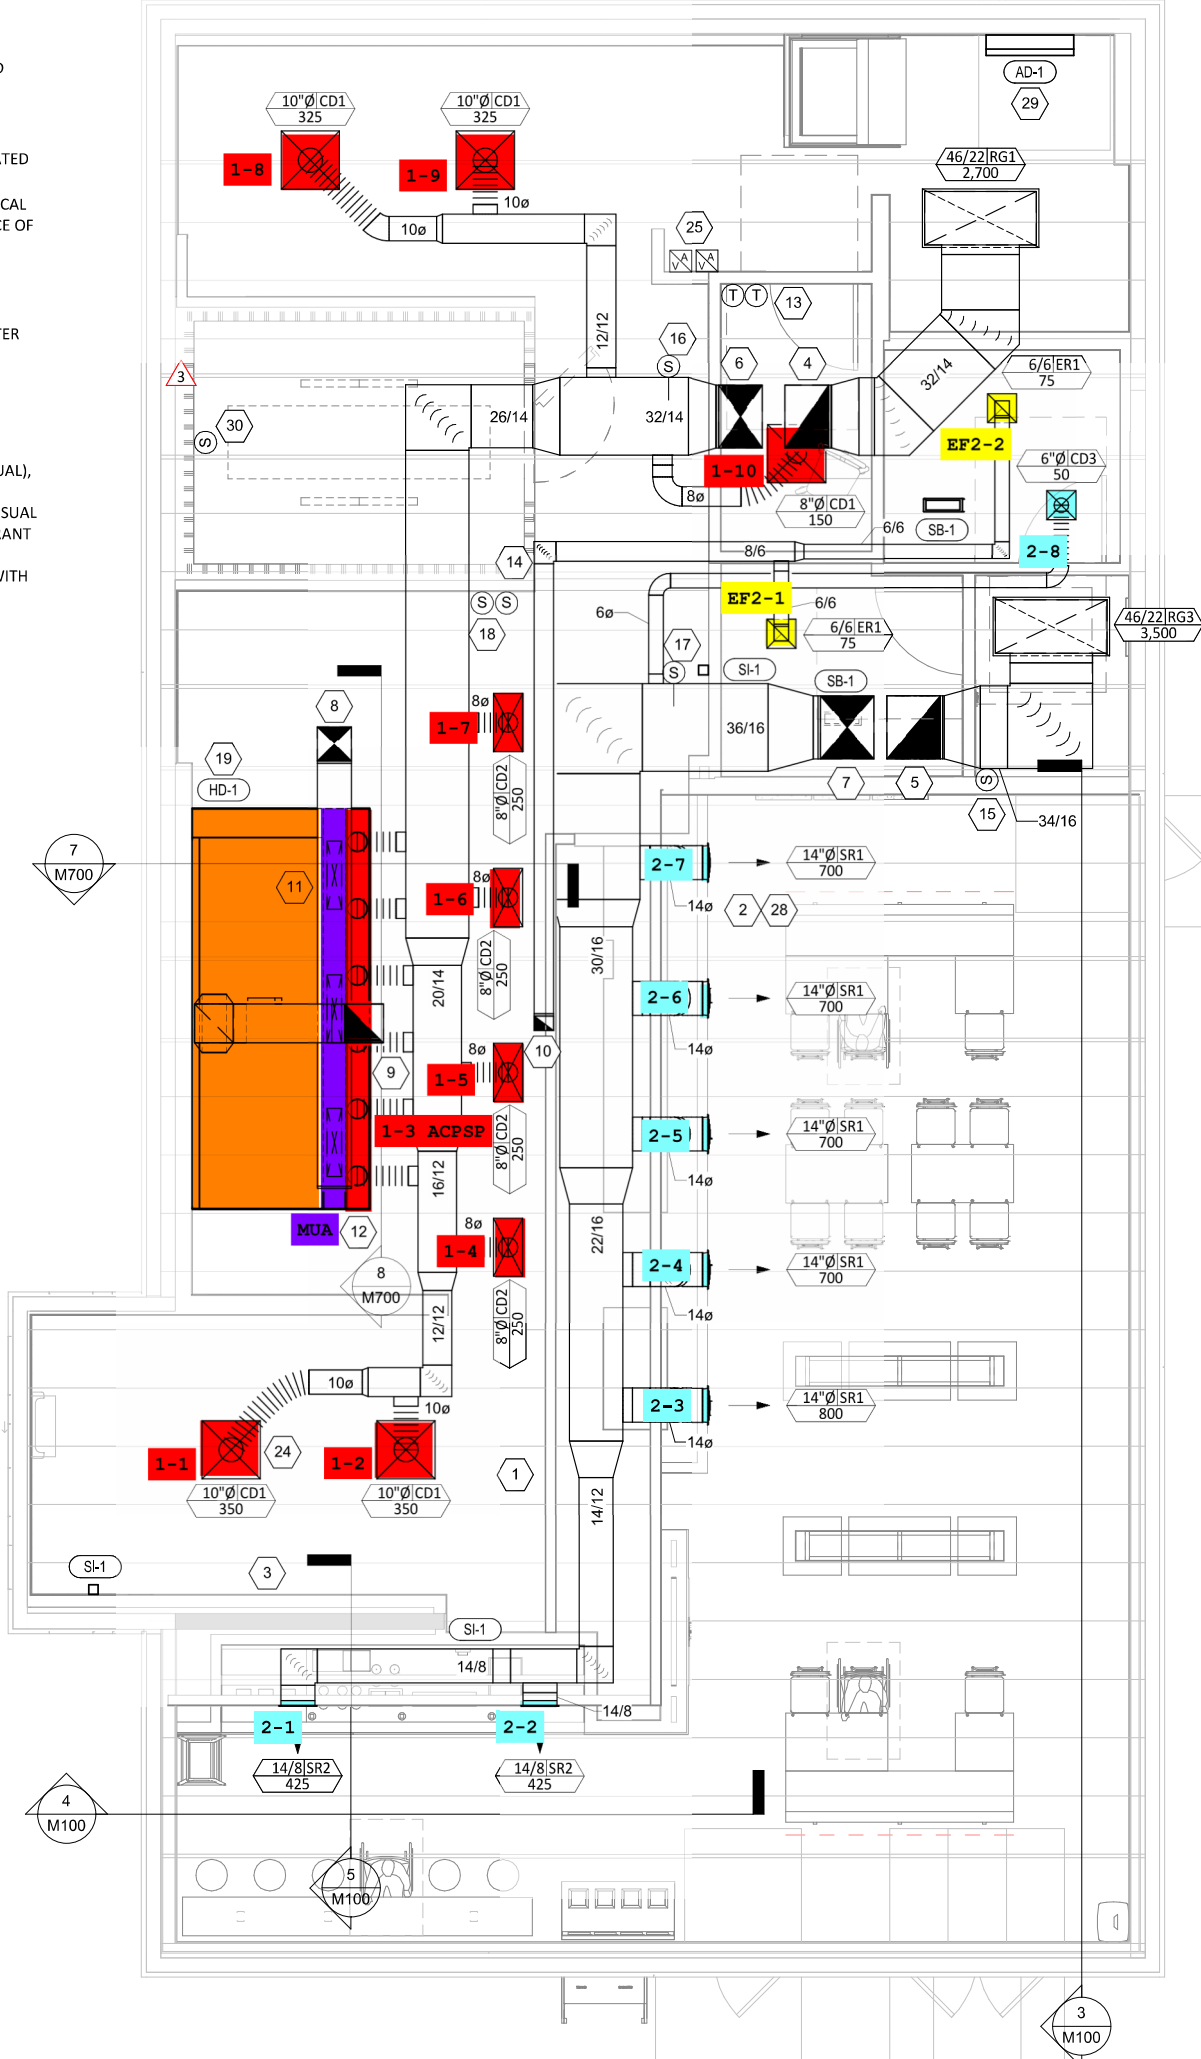 D
10"Ø CD1
325
10"Ø CD1
325
AD-1
29
ATED
46/22 RG1
2,700
1-8
1-9
10ø
CAL
CE OF
10ø
25
V A
V A
T T
13
12/12
TER
16
6
4
6/6 ER1
75
3
S
32/14
26/14
32/14
30
S
EF2-2
UAL),
1-10
6"Ø CD3
50
8ø
8"Ø CD1
150
SUAL
RANT
SB-1
6/6
8/6
2-8
14
WITH
EF2-1
S S
6ø
6/6
46/22 RG3
3,500
18
6/6 ER1
75
17
S
SI-1
SB-1
8ø
8
1-7
36/16
19
HD-1
8"Ø CD2
250
7
5
S
15
34/16
7
M700
2-7
14"Ø SR1
700
11
8ø
1-6
14ø
2
28
8"Ø CD2
250
30/16
20/14
2-6
14"Ø SR1
700
8ø
10
14ø
9
1-5
1-3 ACPSP
2-5
14"Ø SR1
700
8"Ø CD2
250
16/12
14ø
MUA
12
8ø
1-4
22/16
2-4
14"Ø SR1
700
8
M700
8"Ø CD2
250
12/12
14ø
10ø
10ø
2-3
14"Ø SR1
800
14ø
24
1-1
1-2
1
10"Ø CD1
350
10"Ø CD1
350
14/12
SI-1
3
SI-1
14/8
14/8
2-1
2-2
14/8 SR2
425
14/8 SR2
425
4
M100
5
M100
3
M100